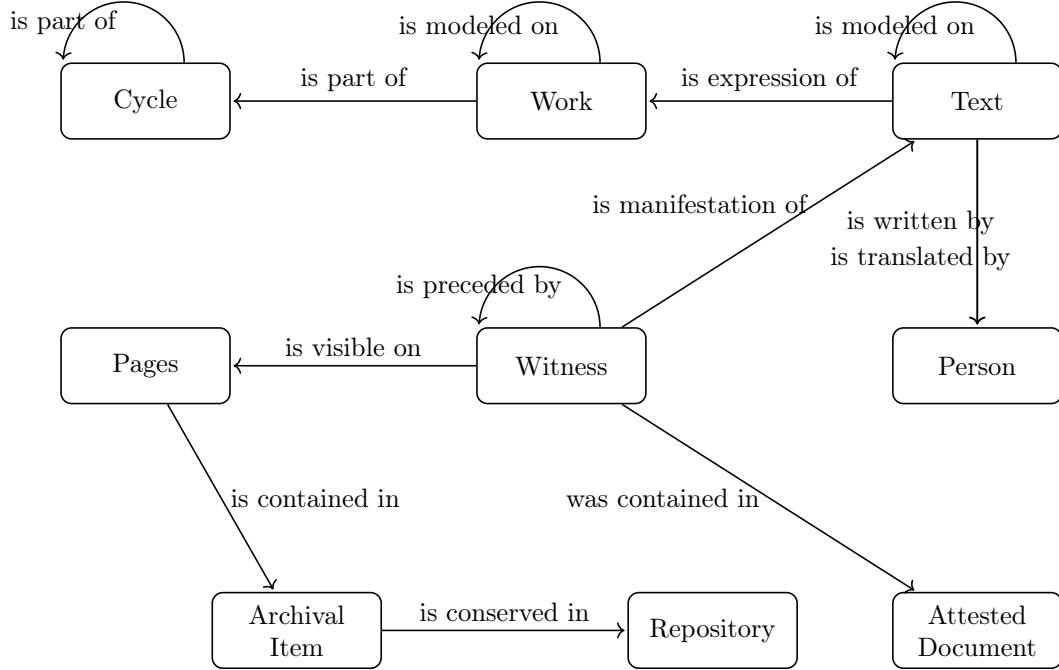 is part of
is modeled on
is modeled on
Cycle
is part of
Work
is expression of
Text
is manifestation of
is written by
is translated by
is preceded by
Pages
is visible on
Witness
Person
is contained in
was contained in
Archival
Item
is conserved in
Repository
Attested
Document